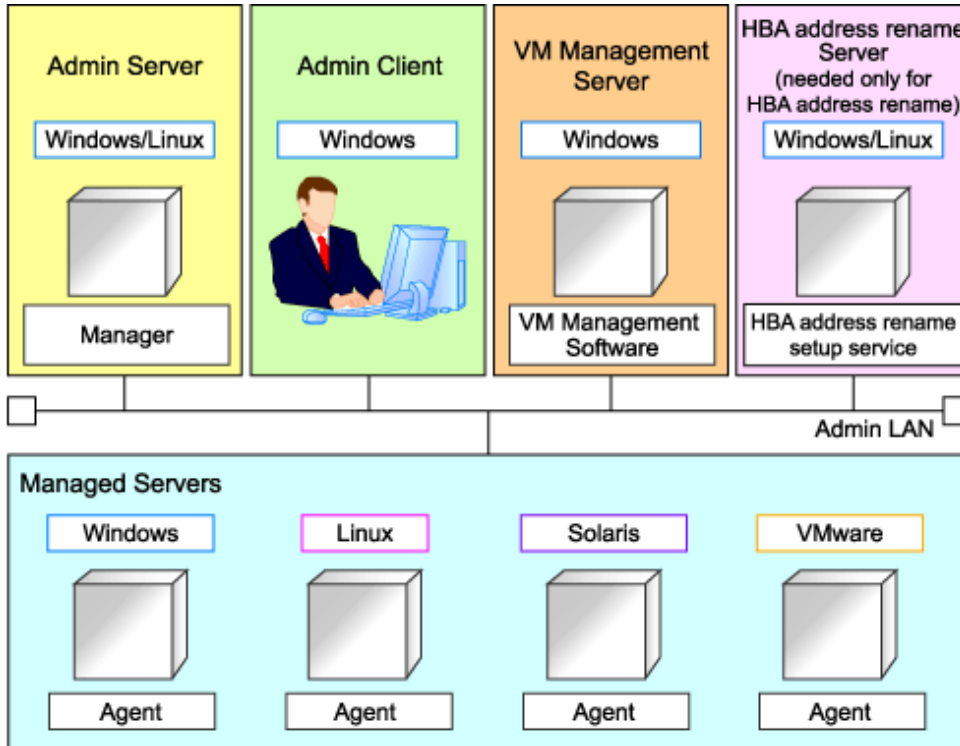 Admin Server
Windows/Linux
Manager
Admin Client
Windows
VM Management
Server
Windows
VM Management
Software
HBA address rename
Server
(needed only for
HBA address rename)
Windows/Linux
HBA address rename
setup service
Admin LAN
Managed Servers
Windows
Agent
Linux
Agent
Solaris
Agent
VMware
Agent